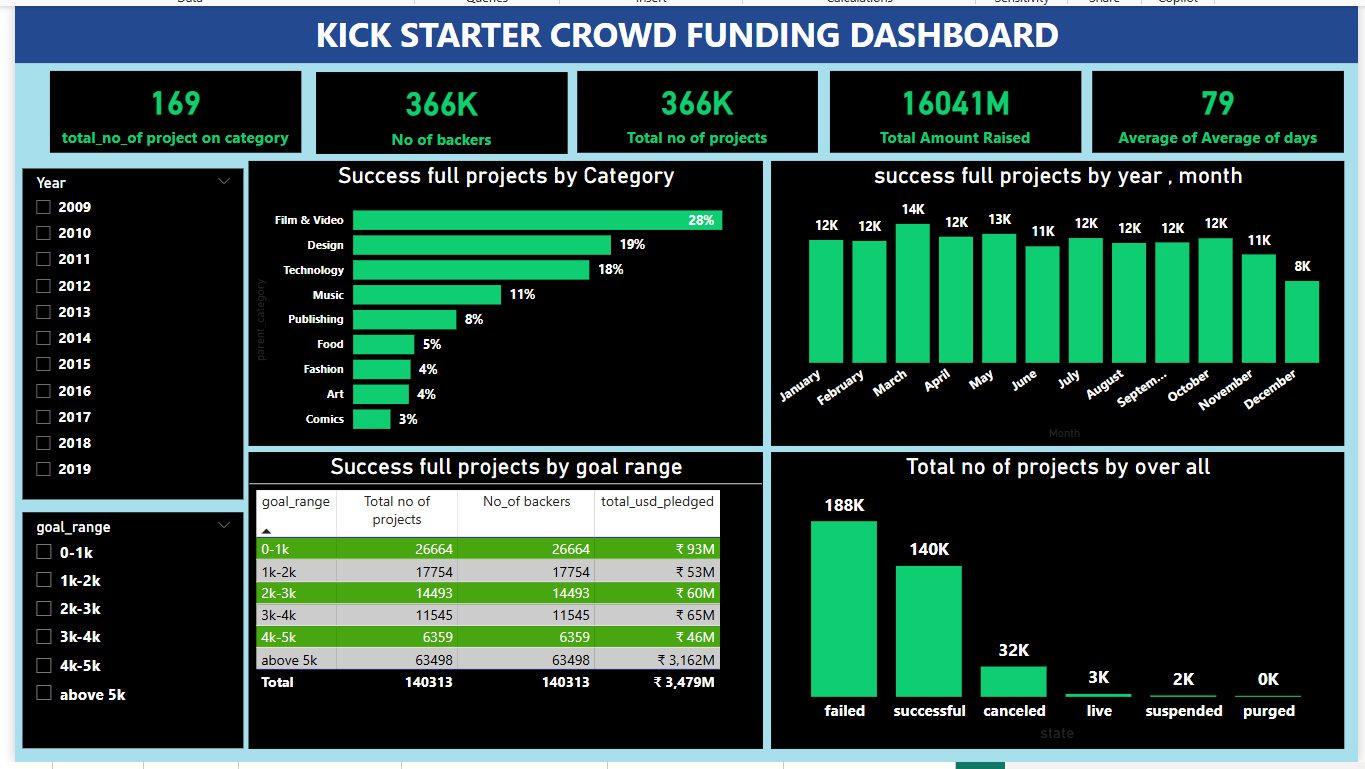 Data Queries Insert Calculations Sensitivity Share Copilot
KICK STARTER CROWD FUNDING DASHBOARD
169
total_no_of project on category
366K
No of backers
366K
Total no of projects
16041M
Total Amount Raised
79
Average of Average of days
Year
2009
2010
2011
2012
2013
2014
2015
2016
2017
2018
2019
goal_range
0-1k
1k-2k
2k-3k
3k-4k
4k-5k
above 5k
Success full projects by Category
parent_category
Film & Video 28%
Design 19%
Technology 18%
Music 11%
Publishing 8%
Food 5%
Fashion 4%
Art 4%
Comics 3%
success full projects by year , month
12K 12K 14K 12K 13K 11K 12K 12K 12K 12K 11K 8K
January February March April May June July August Septem... October November December
Month
Success full projects by goal range
goal_range Total no of projects No_of backers total_usd_pledged
0-1k 26664 26664 ₹ 93M
1k-2k 17754 17754 ₹ 53M
2k-3k 14493 14493 ₹ 60M
3k-4k 11545 11545 ₹ 65M
4k-5k 6359 6359 ₹ 46M
above 5k 63498 63498 ₹ 3,162M
Total 140313 140313 ₹ 3,479M
Total no of projects by over all
188K 140K 32K 3K 2K 0K
failed successful canceled live suspended purged
state